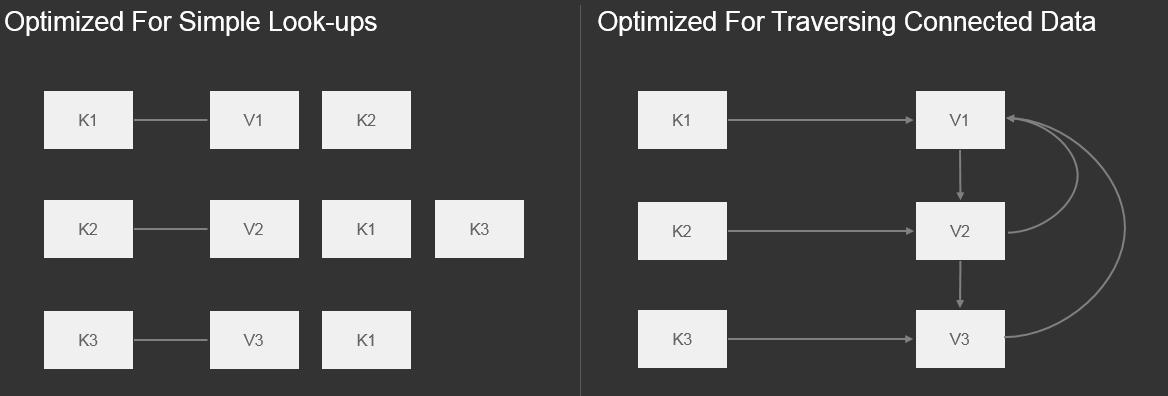 Optimized For Simple Look-ups
K1 V1 K2
K2 V2 K1 K3
K3 V3 K1
Optimized For Traversing Connected Data
K1 V1
K2 V2
K3 V3